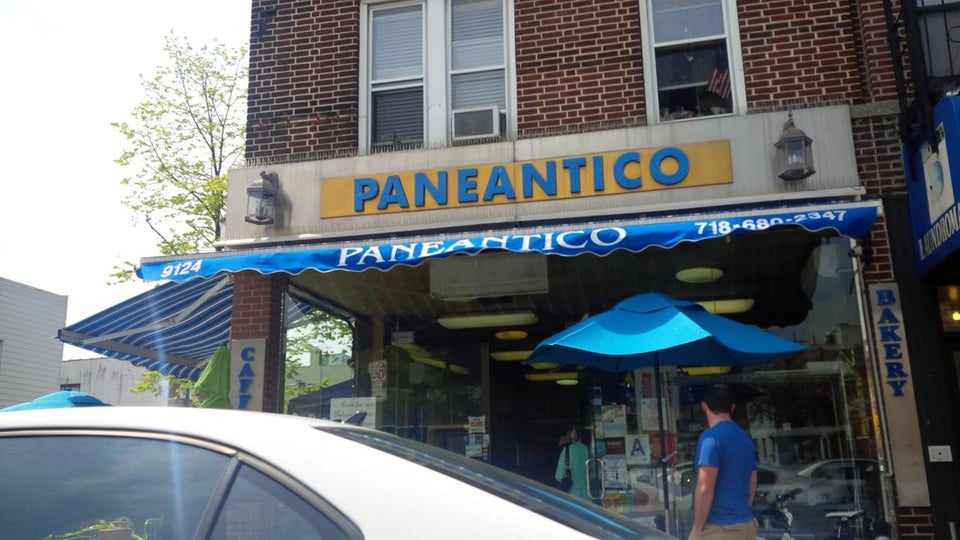 PANEANTICO
9124
PANEANTICO
718-680-2347
CAFE
BAKERY
A